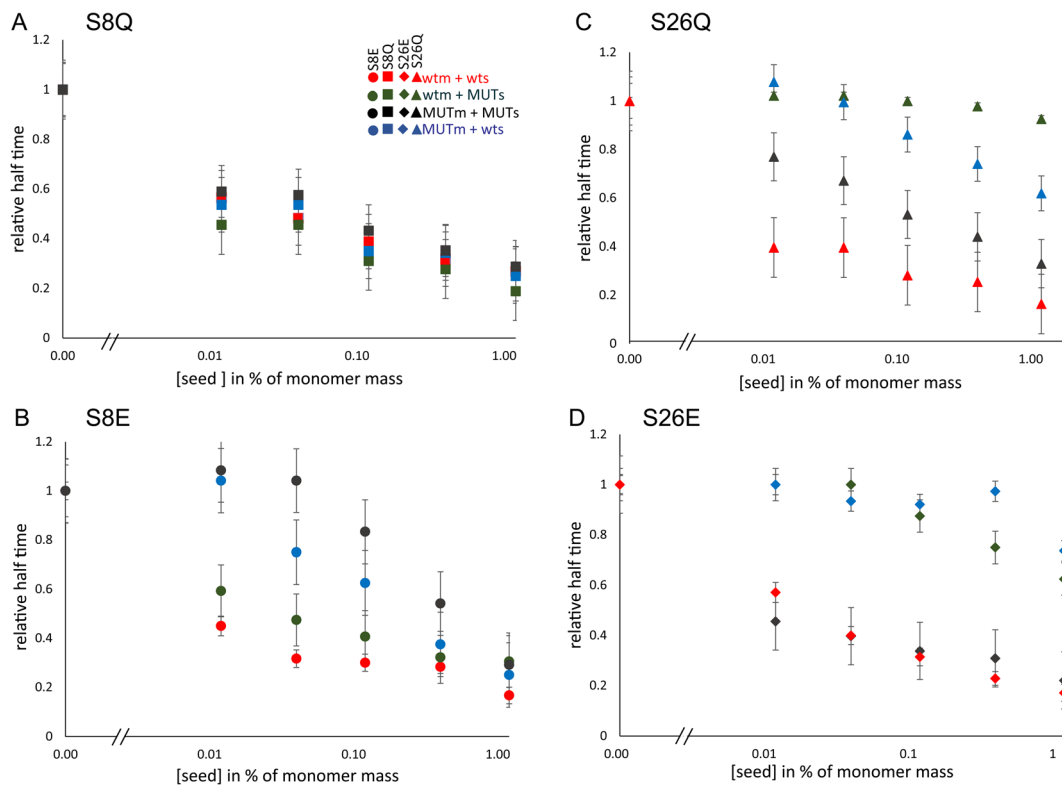 A S8Q
1.2
1
0.8
0.6
0.4
0.2
0
relative half time
0.00
0.01
0.10
1.00
[seed ] in % of monomer mass
S8E
S8Q
S26E
S26Q
wtm + wts
wtm + MUTs
MUTm + MUTs
MUTm + wts
C S26Q
1.2
1
0.8
0.6
0.4
0.2
0
relative half time
0.00
0.01
0.10
1.00
[seed] in % of monomer mass
B S8E
1.2
1
0.8
0.6
0.4
0.2
0
relative half time
0.00
0.01
0.10
1.00
[seed] in % of monomer mass
D S26E
1.2
1
0.8
0.6
0.4
0.2
0
relative half time
0.00
0.01
0.1
1
[seed] in % of monomer mass